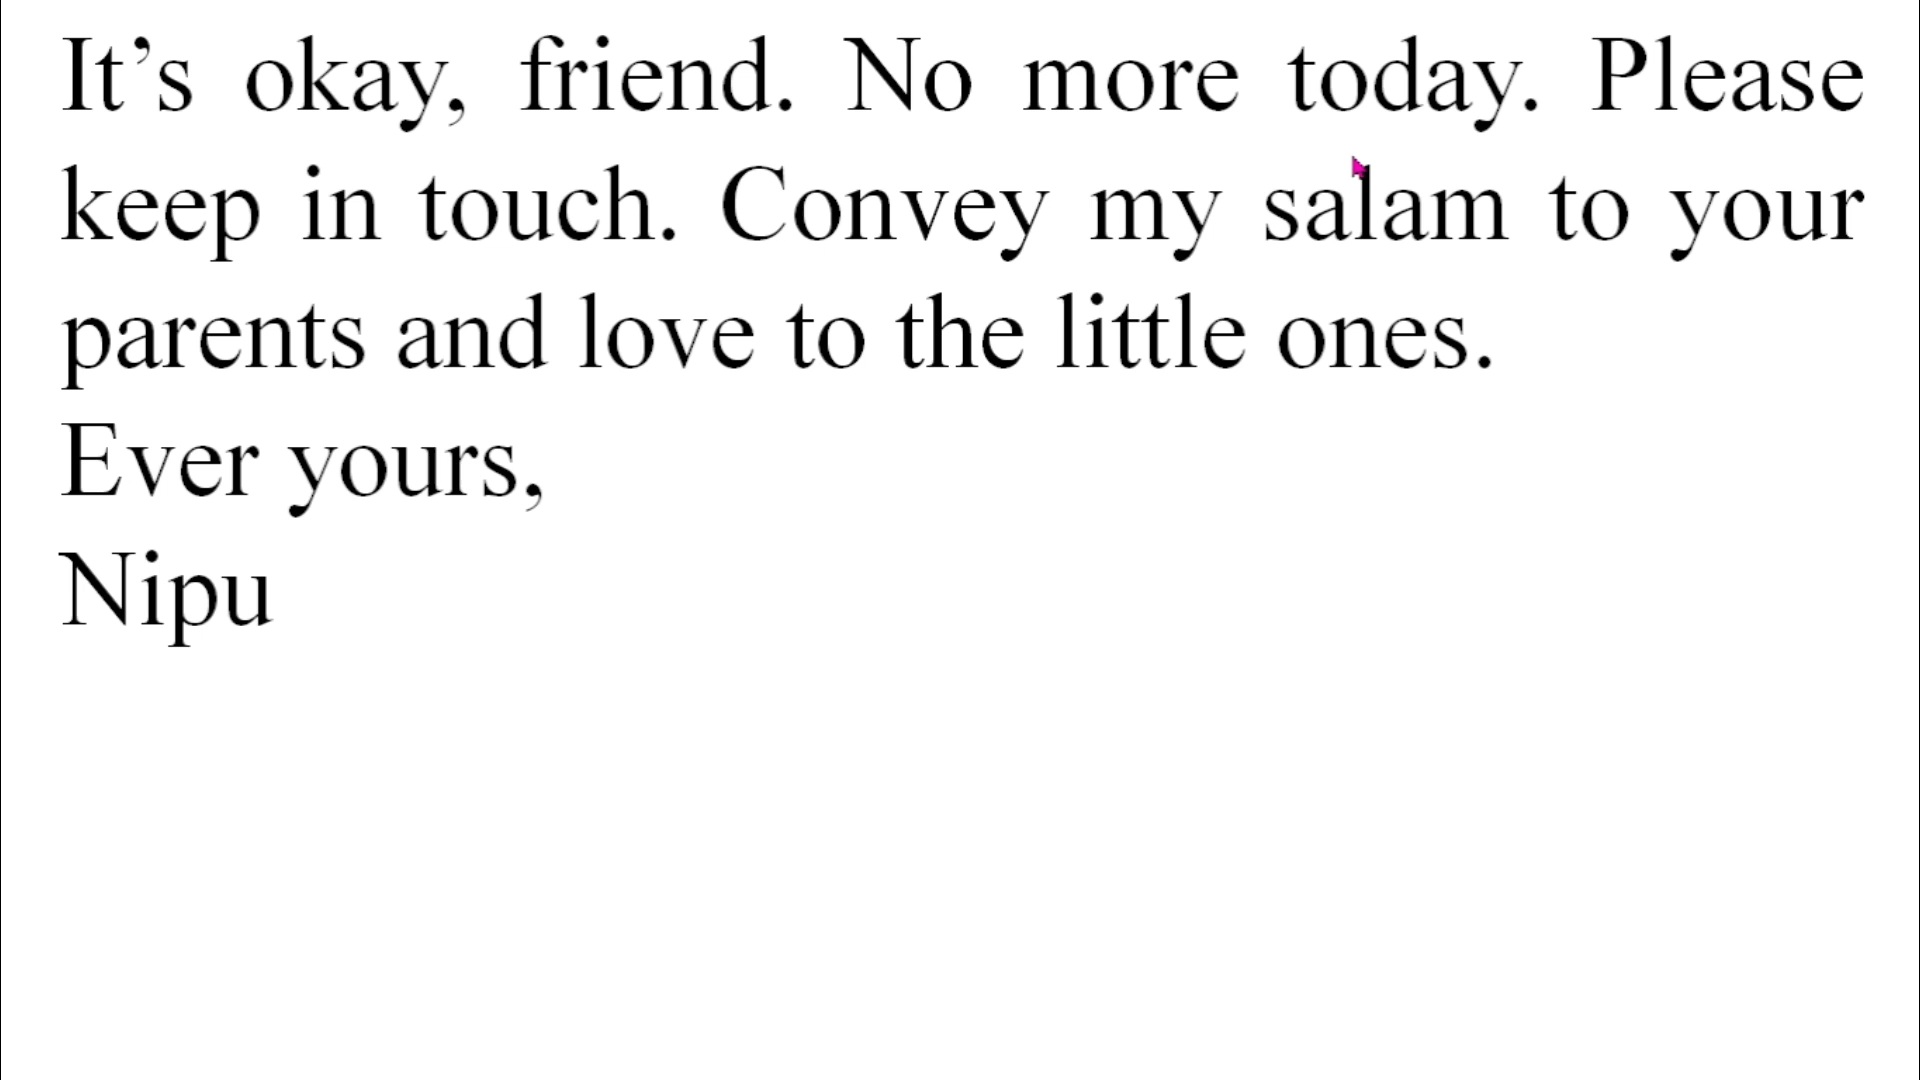 It’s okay, friend. No more today. Please
keep in touch. Convey my salam to your
parents and love to the little ones.
Ever yours,
Nipu